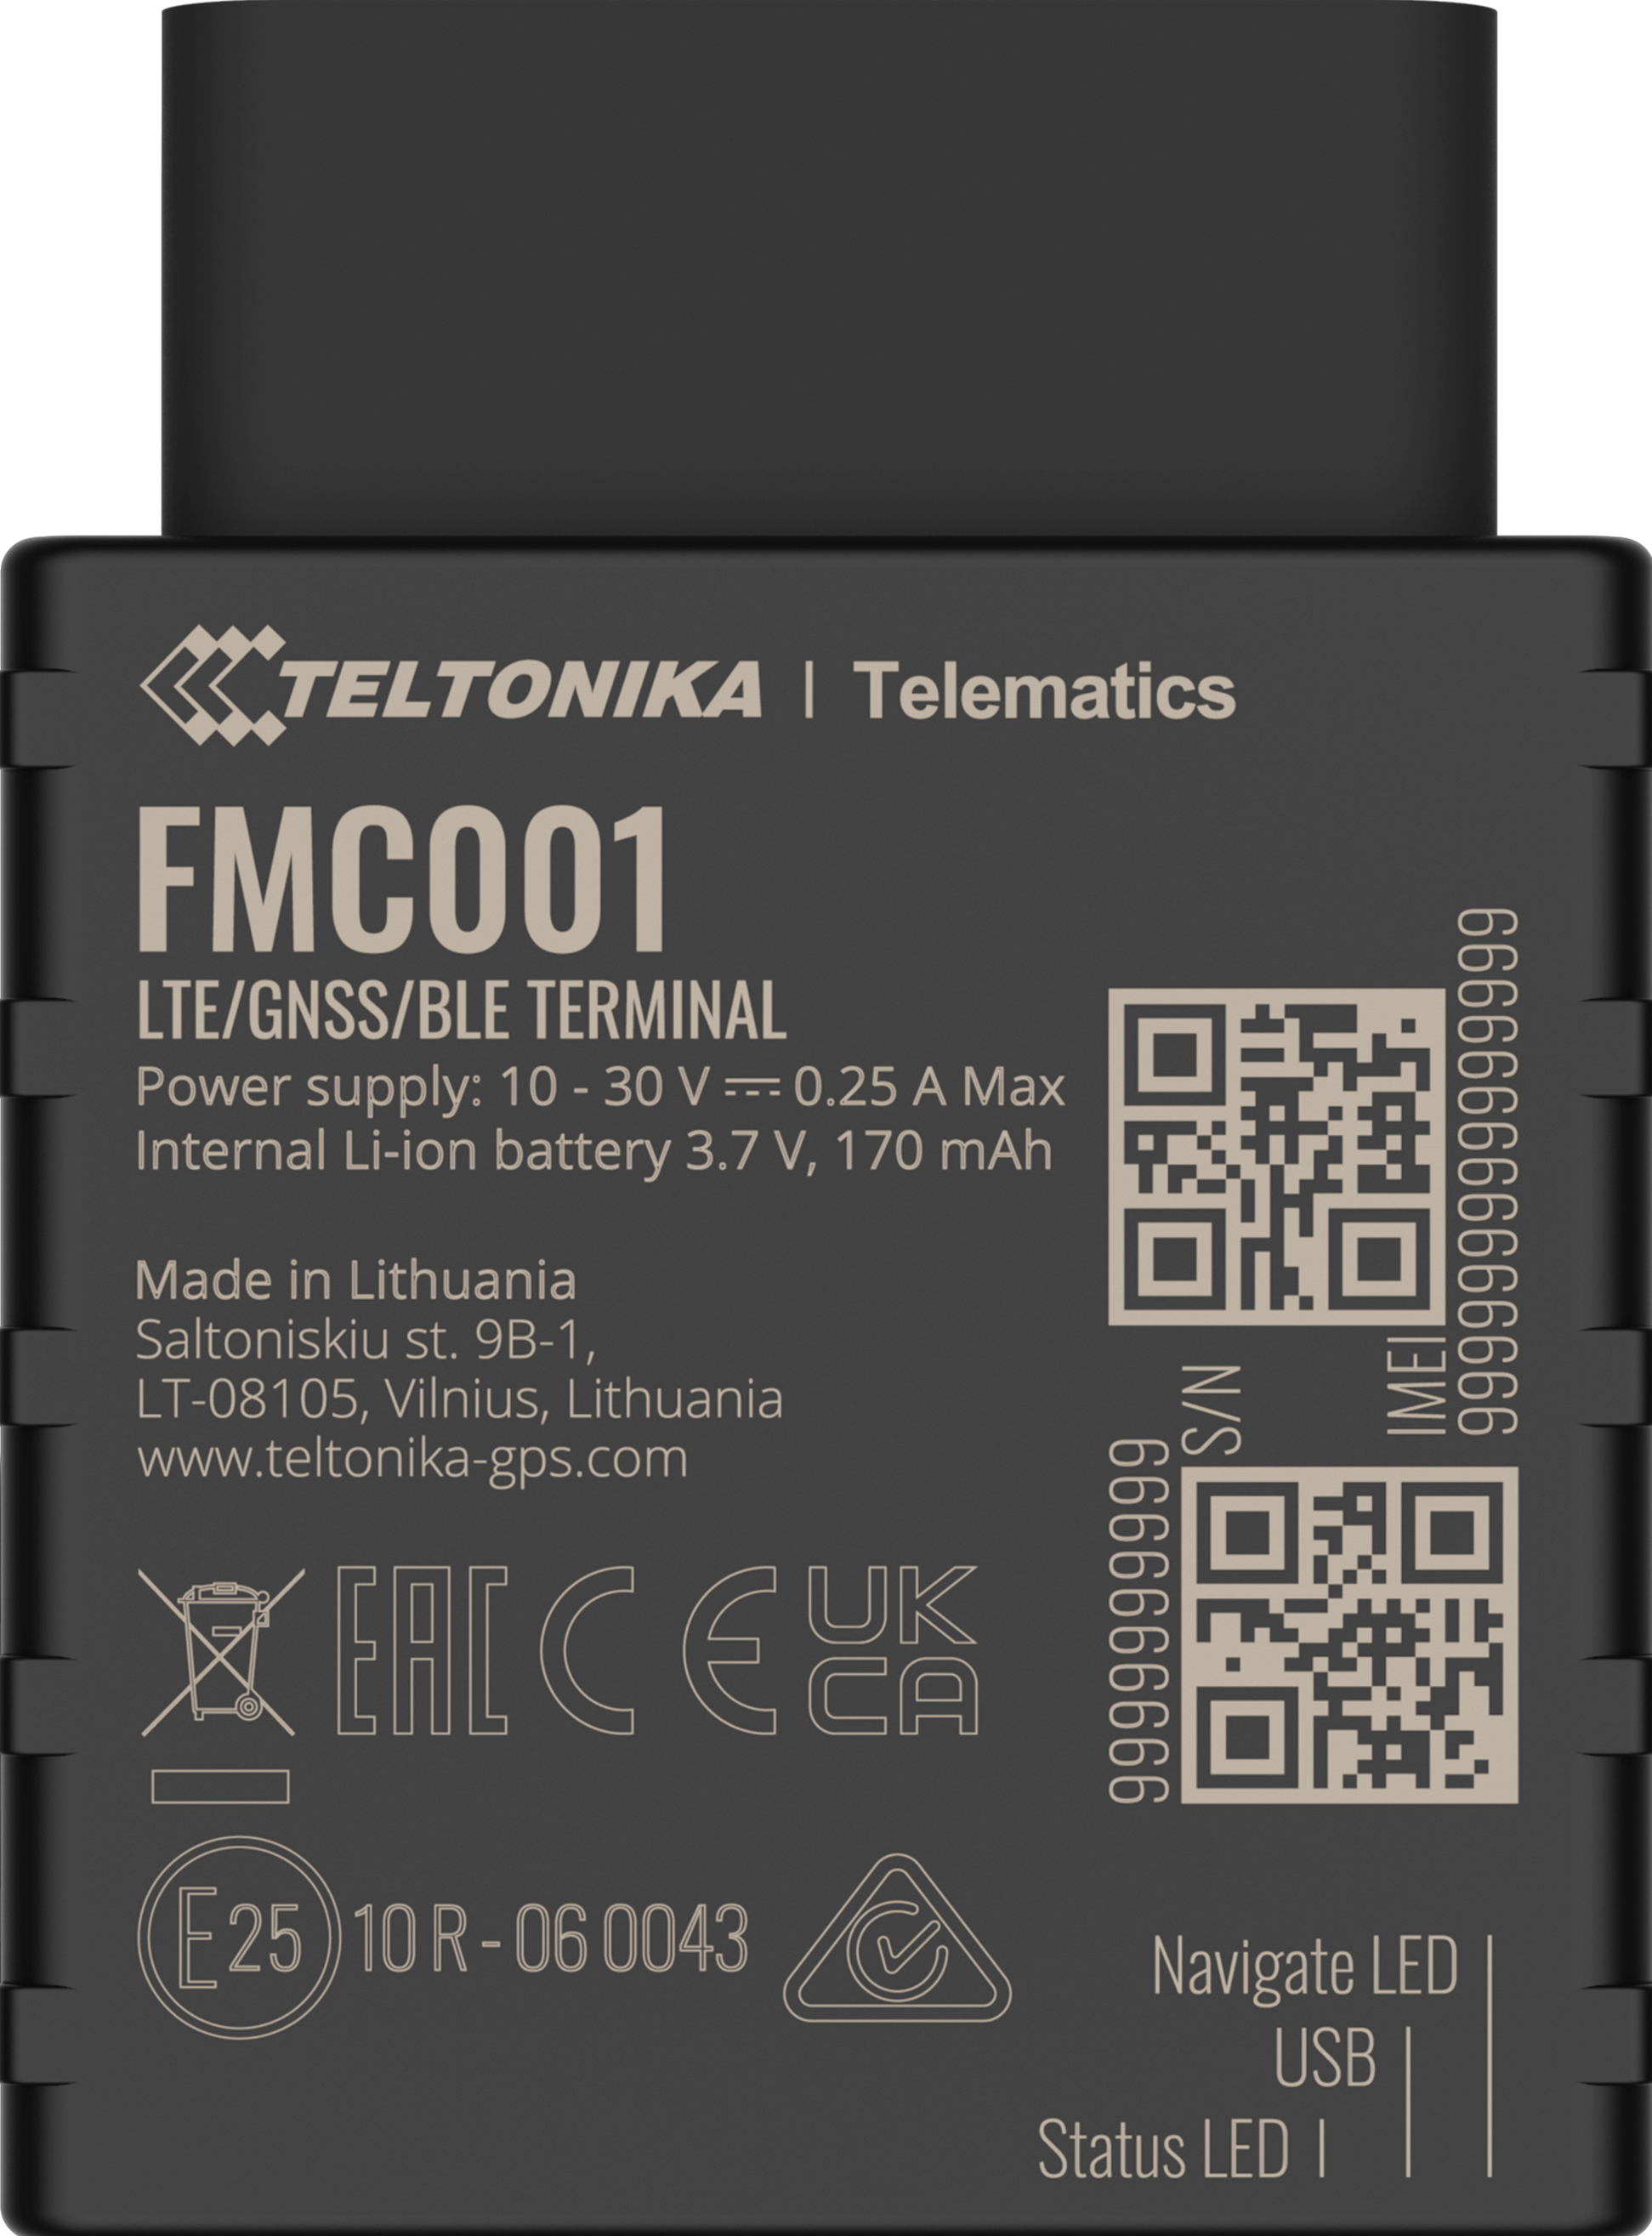 TELTONIKA | Telematics
FMC001
LTE/GNSS/BLE TERMINAL
Power supply: 10 - 30 V ⎓ 0.25 A Max
Internal Li-ion battery 3.7 V, 170 mAh
Made in Lithuania
Saltoniskiu st. 9B-1,
LT-08105, Vilnius, Lithuania
www.teltonika-gps.com
IMEI
999999999999999
S/N
9999999999
EAC CE UK
CA
E25 10 R - 06 0043
Navigate LED
USB
Status LED